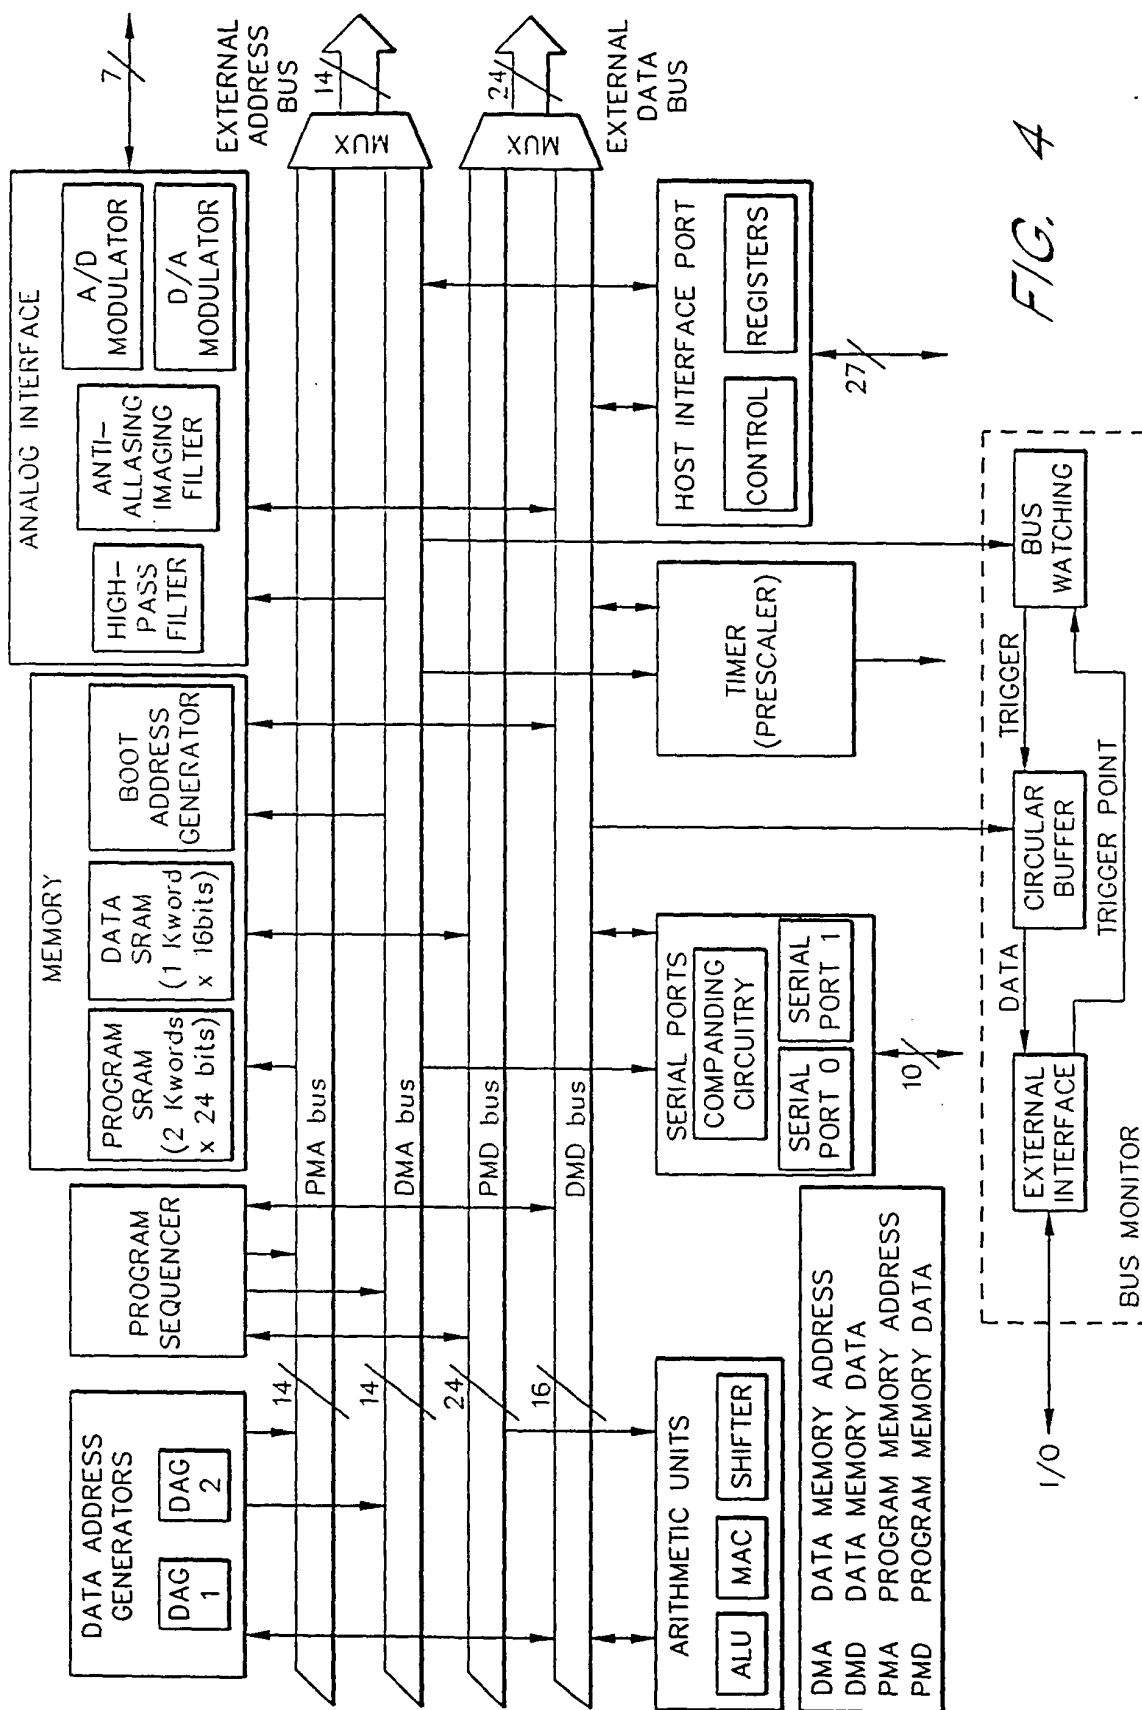 DATA ADDRESS
GENERATORS
DAG
1
DAG
2
PROGRAM
SEQUENCER
MEMORY
PROGRAM
SRAM
(2 Kwords
x 24 bits)
DATA
SRAM
(1 Kword
x 16bits)
BOOT
ADDRESS
GENERATOR
ANALOG INTERFACE
HIGH-
PASS
FILTER
ANTI-
ALLASING
IMAGING
FILTER
A/D
MODULATOR
D/A
MODULATOR
7
EXTERNAL
ADDRESS
BUS
14
PMA bus
14
DMA bus
MUX
14
24
PMD bus
16
DMD bus
MUX
24
EXTERNAL
DATA
BUS
ARITHMETIC UNITS
ALU
MAC
SHIFTER
SERIAL PORTS
COMPANDING
CIRCUITRY
SERIAL
PORT 0
SERIAL
PORT 1
10
TIMER
(PRESCALER)
HOST INTERFACE PORT
CONTROL
REGISTERS
27
DMA DATA MEMORY ADDRESS
DMD DATA MEMORY DATA
PMA PROGRAM MEMORY ADDRESS
PMD PROGRAM MEMORY DATA
I/O
EXTERNAL
INTERFACE
DATA
CIRCULAR
BUFFER
TRIGGER
BUS
WATCHING
TRIGGER POINT
BUS MONITOR
FIG. 4